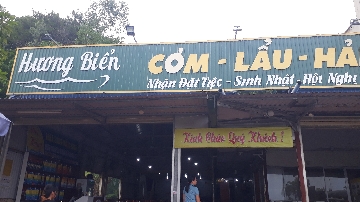 Hương Biển
CƠM - LẨU - HẢ
Nhận Đặt Tiệc - Sinh Nhật - Hội Nghị
Kính Chào Quý Khách!